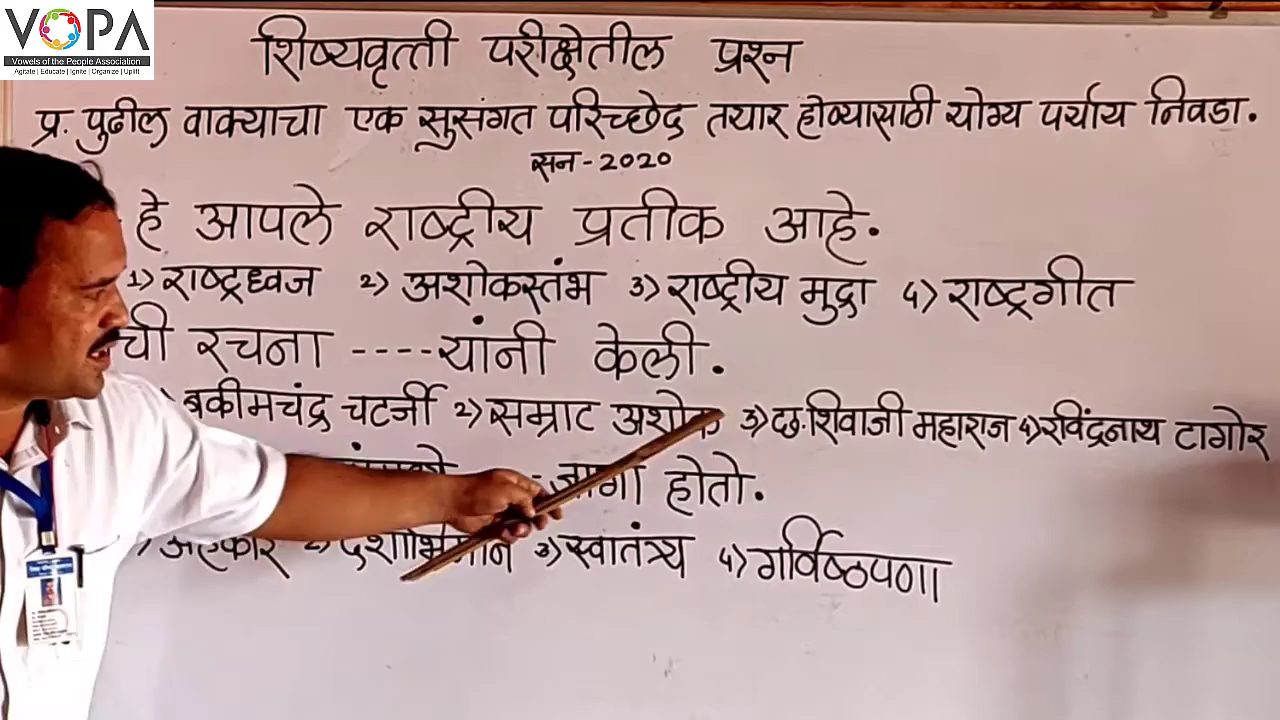 VOPA
Vowels of the People Association
Agitate | Educate | Ignite | Organize | Uplift
शिष्यवृत्ती परीक्षेतील प्रश्न
प्र. पुढील वाक्याचा एक सुसंगत परिच्छेद तयार होण्यासाठी योग्य पर्याय निवडा.
सन - 2020
हे आपले राष्ट्रीय प्रतीक आहे.
1) राष्ट्रध्वज 2) अशोकस्तंभ 3) राष्ट्रीय मुद्रा 4) राष्ट्रगीत
ची रचना ---- यांनी केली.
बकीमचंद्र चटर्जी 2) सम्राट अशोक 3) छ. शिवाजी महाराज 4) रविंद्रनाथ टागोर
जागा होतो.
अहंकार 2) देशाभिमान 3) स्वातंत्र्य 4) गर्विष्ठपणा